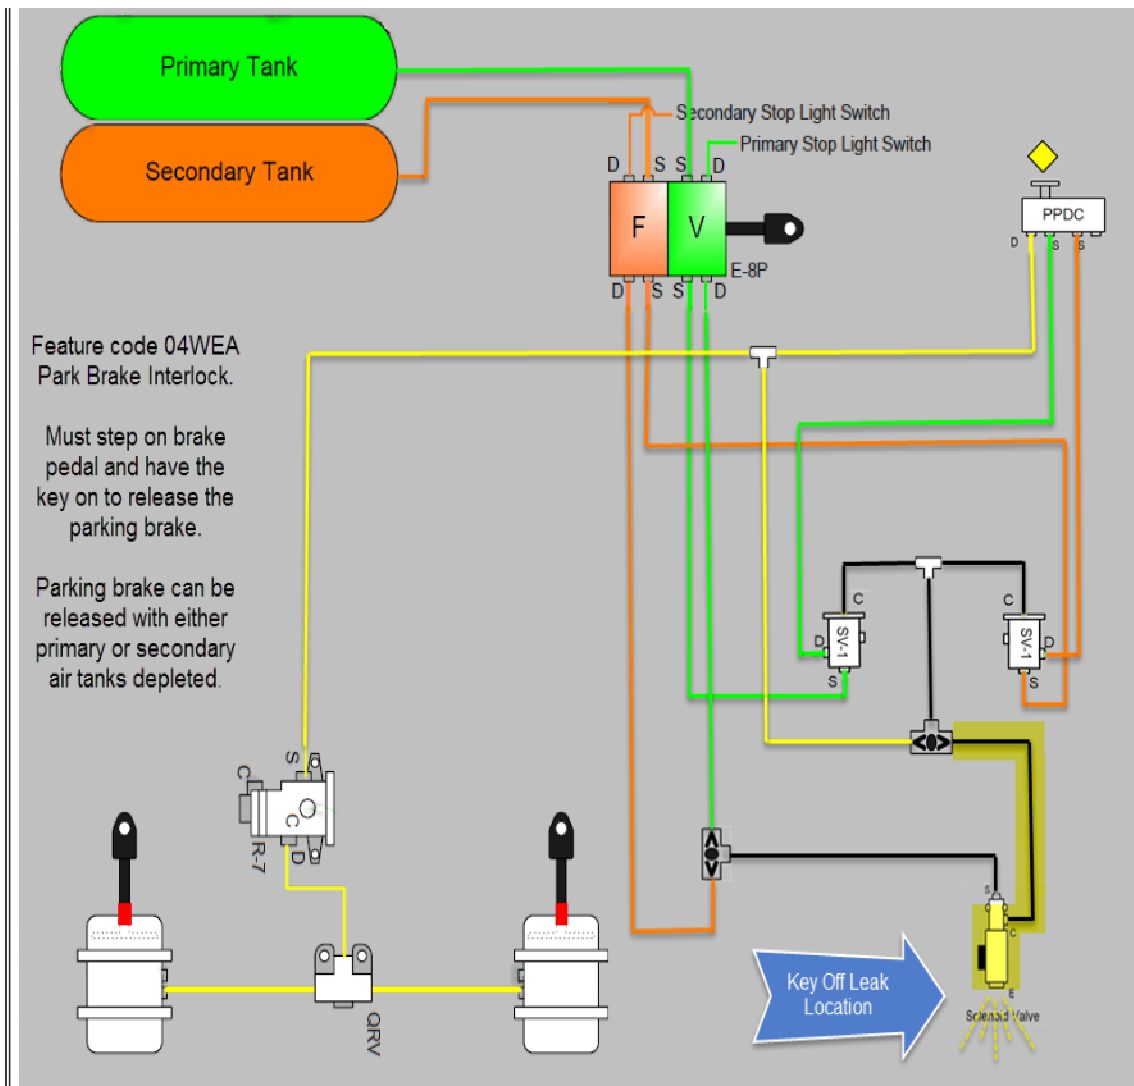 Primary Tank
Secondary Tank
Secondary Stop Light Switch
Primary Stop Light Switch
D S S D
F V
E-8P
D S S D
PPDC
D S S
Feature code 04WEA
Park Brake Interlock.
Must step on brake
pedal and have the
key on to release the
parking brake.
Parking brake can be
released with either
primary or secondary
air tanks depleted.
C
D
SV-1
S
C
D
SV-1
S
S
C
C
D
R-7
QRV
S
C
E
Solenoid Valve
Key Off Leak
Location